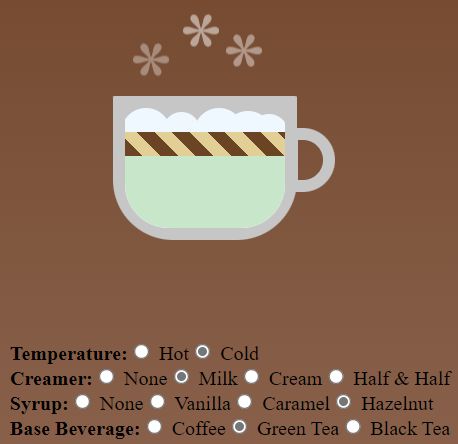 Temperature: Hot Cold
Creamer: None Milk Cream Half & Half
Syrup: None Vanilla Caramel Hazelnut
Base Beverage: Coffee Green Tea Black Tea